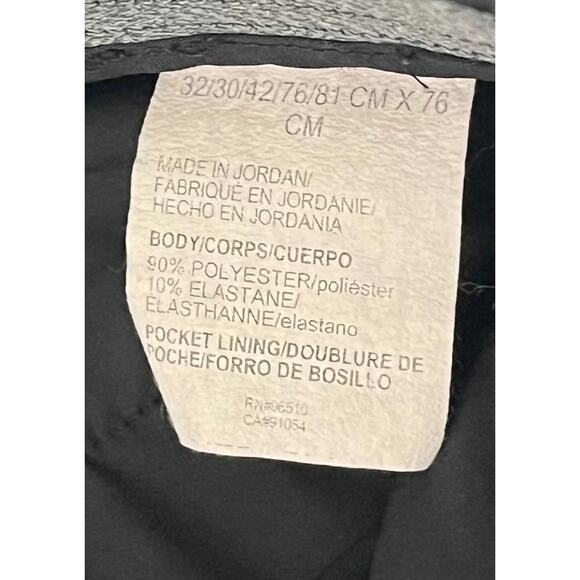 32/30/42/76/81 CM X 76
CM
MADE IN JORDAN/
FABRIQUÉ EN JORDANIE/
HECHO EN JORDANIA
BODY/CORPS/CUERPO
90% POLYESTER/poliéster
10% ELASTANE/
ELASTHANNE/elastano
POCKET LINING/DOUBLURE DE
POCHE/FORRO DE BOSILLO
RN#96510
CA#91054